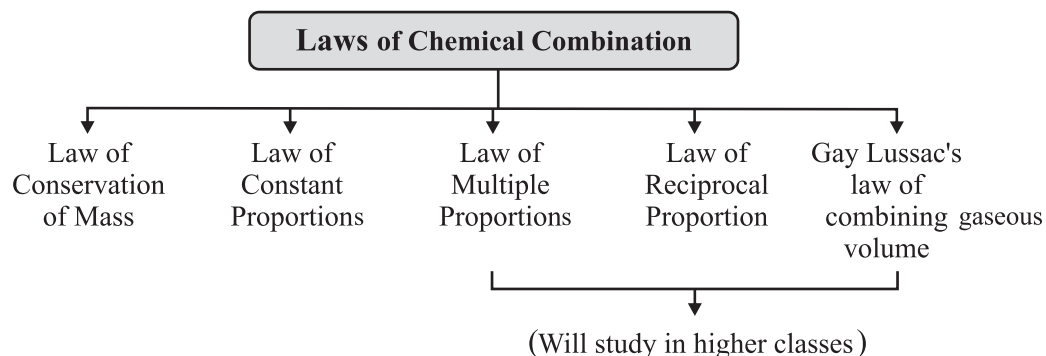 Laws of Chemical Combination
Law of
Conservation
of Mass
Law of
Constant
Proportions
Law of
Multiple
Proportions
Law of
Reciprocal
Proportion
Gay Lussac's
law of
combining gaseous
volume
(Will study in higher classes)